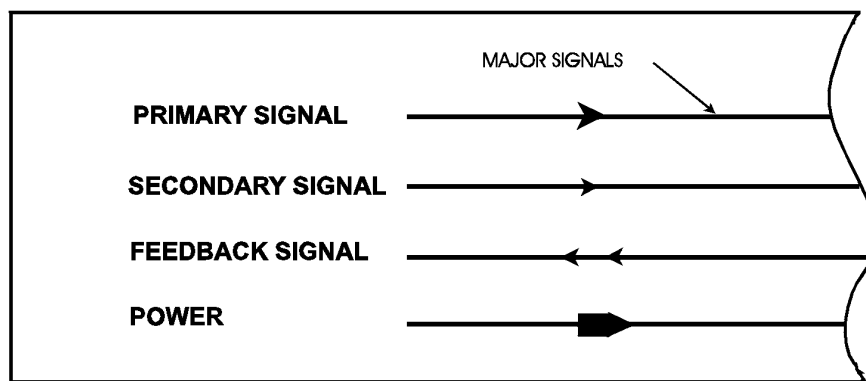 MAJOR SIGNALS
PRIMARY SIGNAL
SECONDARY SIGNAL
FEEDBACK SIGNAL
POWER